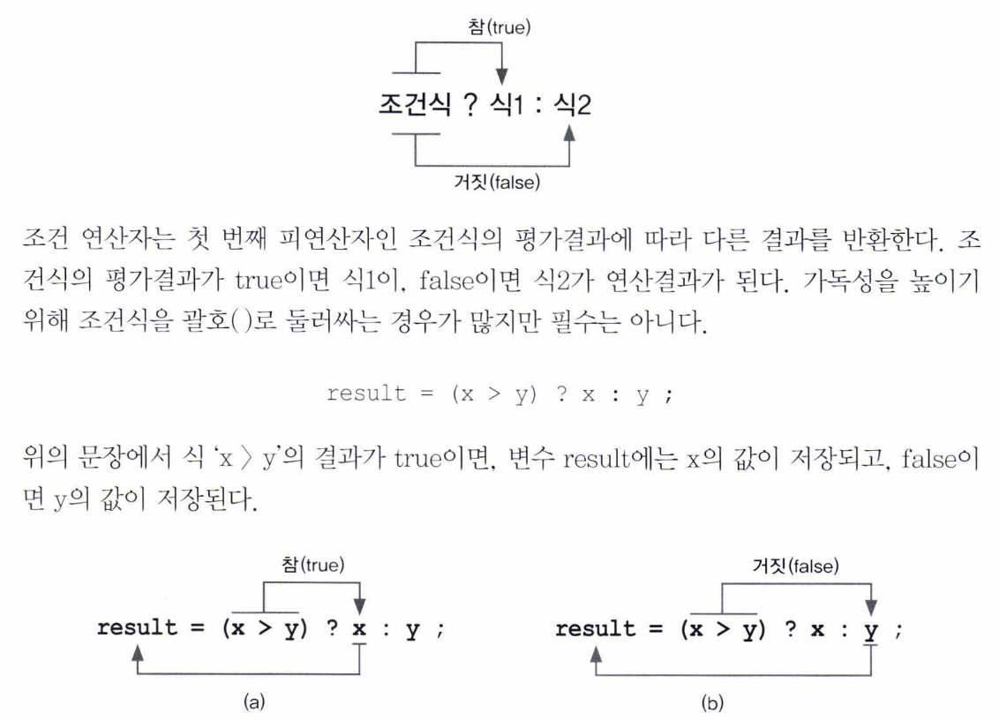 참(true)
조건식 ? 식1 : 식2
거짓(false)
조건 연산자는 첫 번째 피연산자인 조건식의 평가결과에 따라 다른 결과를 반환한다. 조
건식의 평가결과가 true이면 식1이, false이면 식2가 연산결과가 된다. 가독성을 높이기
위해 조건식을 괄호( )로 둘러싸는 경우가 많지만 필수는 아니다.
result = (x > y) ? x : y ;
위의 문장에서 식 ‘x 〉 y’의 결과가 true이면, 변수 result에는 x의 값이 저장되고, false이
면 y의 값이 저장된다.
참(true)
result = (x > y) ? x : y ;
(a)
거짓(false)
result = (x > y) ? x : y ;
(b)